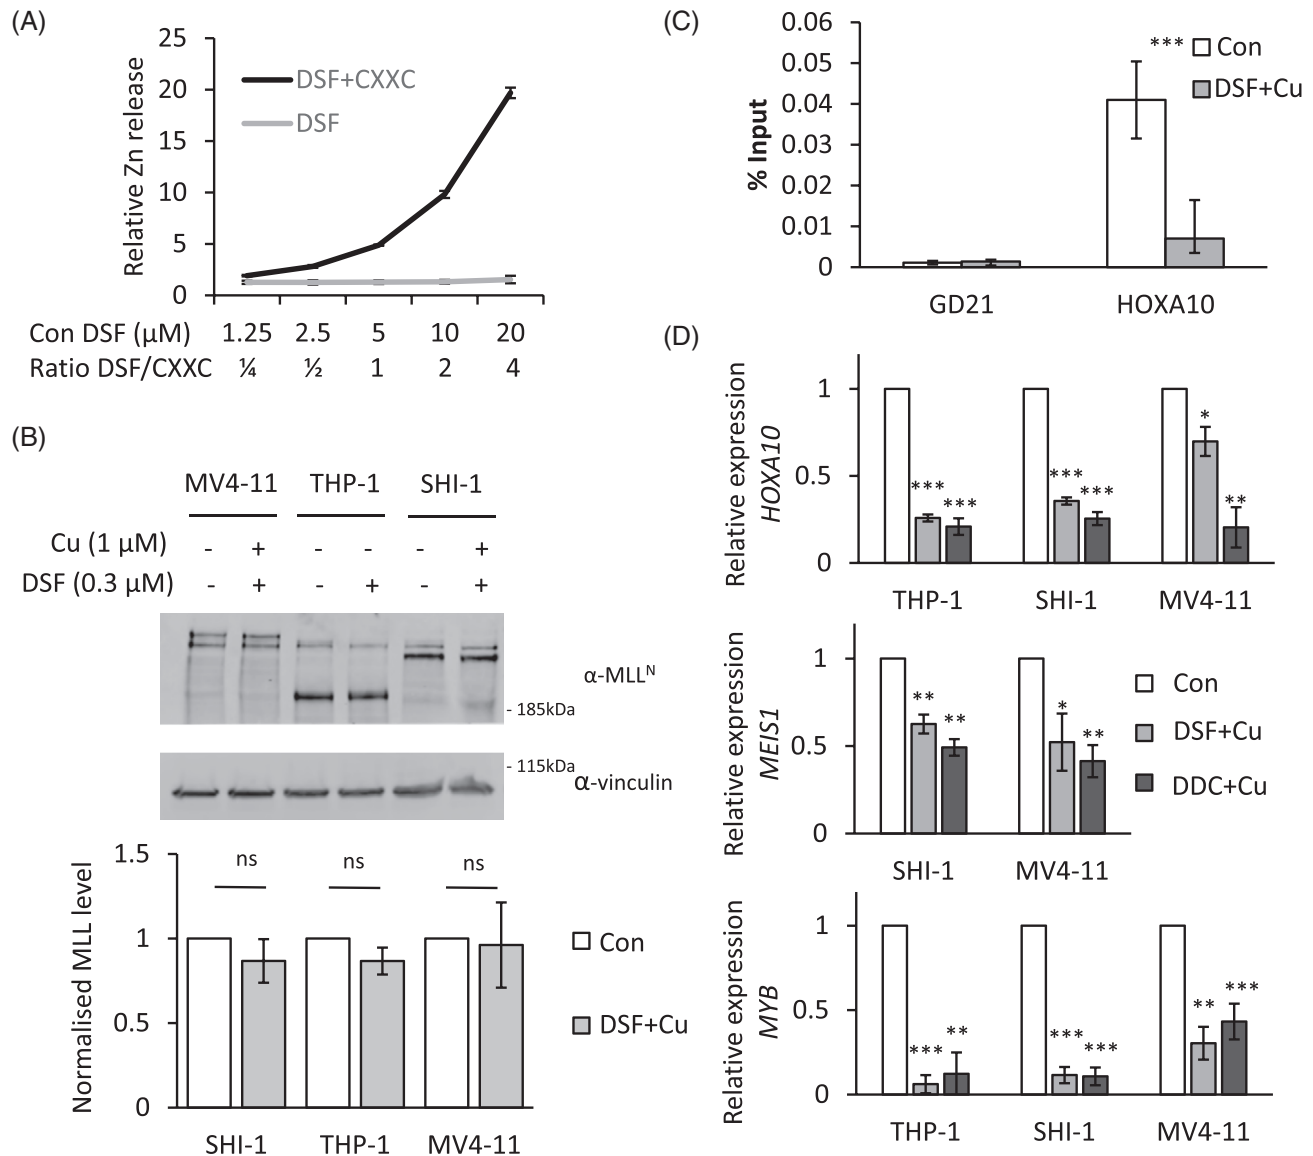 (A)
25
20
15
10
5
0
Relative Zn release
DSF+CXXC
DSF
Con DSF (µM) 1.25 2.5 5 10 20
Ratio DSF/CXXC ¼ ½ 1 2 4
(B)
MV4-11 THP-1 SHI-1
Cu (1 µM) - + - - - +
DSF (0.3 µM) - + - + - +
α-MLLᴺ
- 185kDa
- 115kDa
α-vinculin
1.5
1
0.5
0
Normalised MLL level
ns ns ns
Con
DSF+Cu
SHI-1 THP-1 MV4-11
(C)
0.06
0.05
0.04
0.03
0.02
0.01
0
% Input
*** Con
DSF+Cu
GD21 HOXA10
(D)
Relative expression
HOXA10
1
0.5
0
*** *** *** *** * **
THP-1 SHI-1 MV4-11
Relative expression
MEIS1
1
0.5
0
** ** * **
SHI-1 MV4-11
Con
DSF+Cu
DDC+Cu
Relative expression
MYB
1
0.5
0
*** ** *** *** ** ***
THP-1 SHI-1 MV4-11